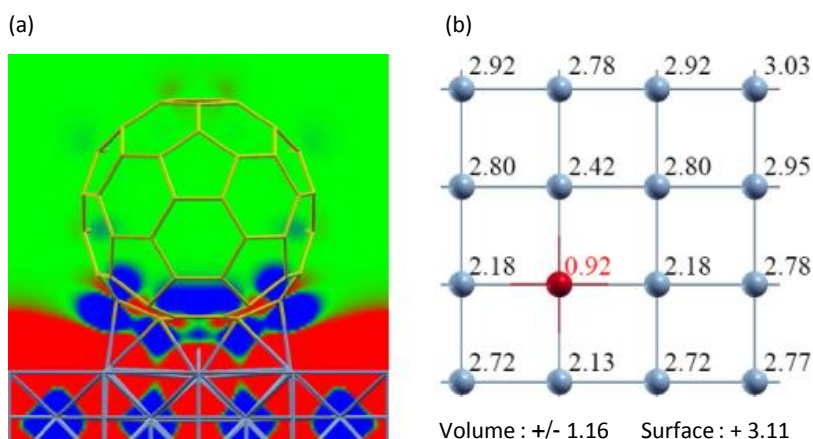 (a)
(b)
2.92 2.78 2.92 3.03
2.80 2.42 2.80 2.95
2.18 0.92 2.18 2.78
2.72 2.13 2.72 2.77
Volume : +/- 1.16 Surface : + 3.11